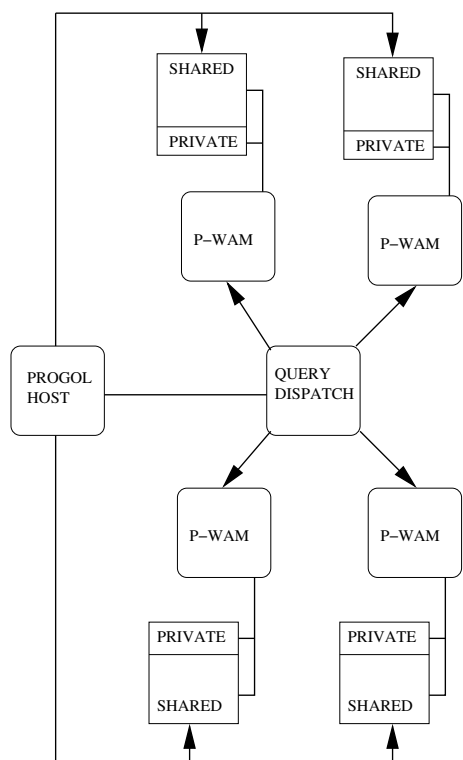 SHARED
PRIVATE
SHARED
PRIVATE
P–WAM
P–WAM
PROGOL
HOST
QUERY
DISPATCH
P–WAM
P–WAM
PRIVATE
SHARED
PRIVATE
SHARED